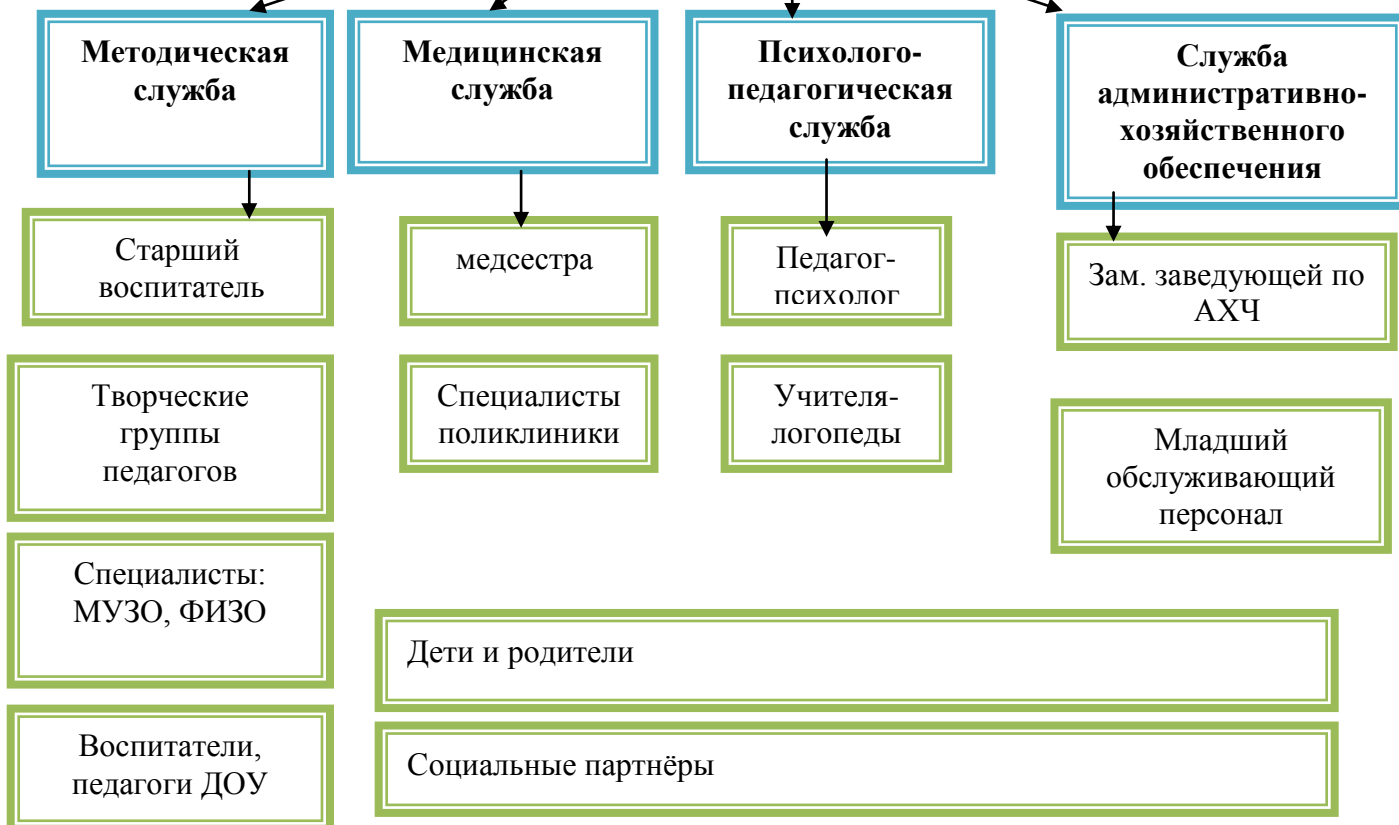 Методическая
служба
Медицинская
служба
Психолого-
педагогическая
служба
Служба
административно-
хозяйственного
обеспечения
Старший
воспитатель
медсестра
Педагог-
психолог
Зам. заведующей по
АХЧ
Творческие
группы
педагогов
Специалисты
поликлиники
Учителя-
логопеды
Младший
обслуживающий
персонал
Специалисты:
МУЗО, ФИЗО
Дети и родители
Воспитатели,
педагоги ДОУ
Социальные партнёры